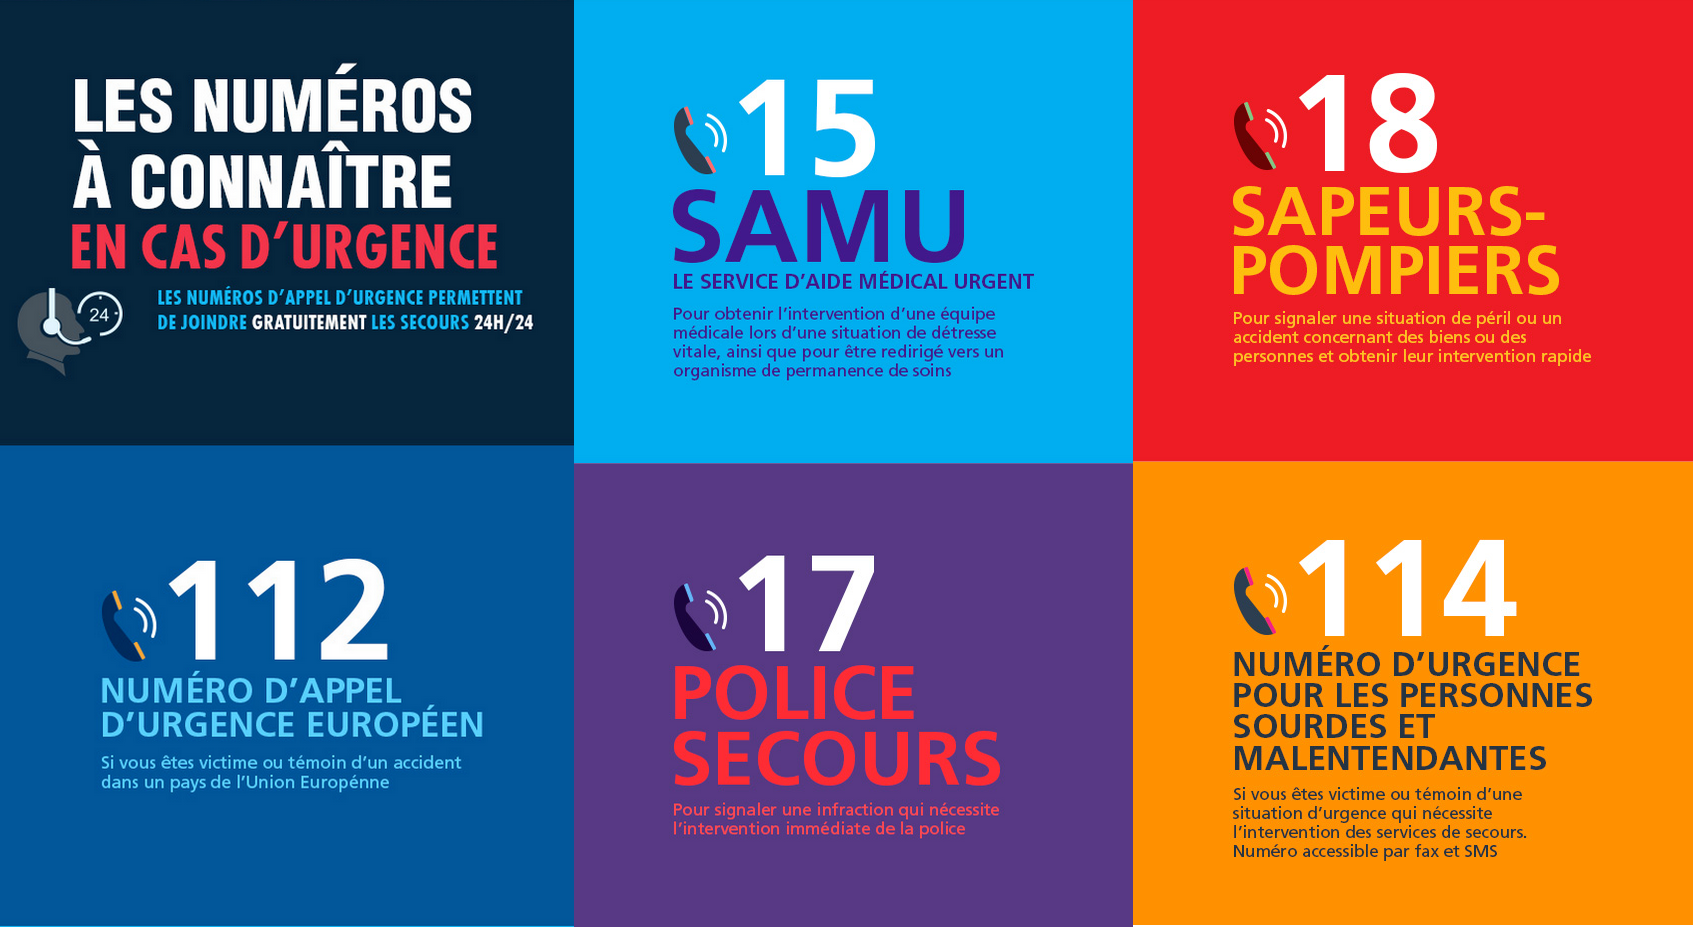 LES NUMÉROS
À CONNAÎTRE
EN CAS D'URGENCE
24
LES NUMÉROS D'APPEL D'URGENCE PERMETTENT
DE JOINDRE GRATUITEMENT LES SECOURS 24H/24
15
SAMU
LE SERVICE D'AIDE MÉDICAL URGENT
Pour obtenir l'intervention d'une équipe
médicale lors d'une situation de détresse
vitale, ainsi que pour être redirigé vers un
organisme de permanence de soins
18
SAPEURS-
POMPIERS
Pour signaler une situation de péril ou un
accident concernant des biens ou des
personnes et obtenir leur intervention rapide
112
NUMÉRO D'APPEL
D'URGENCE EUROPÉEN
Si vous êtes victime ou témoin d'un accident
dans un pays de l'Union Europénne
17
POLICE
SECOURS
Pour signaler une infraction qui nécessite
l'intervention immédiate de la police
114
NUMÉRO D'URGENCE
POUR LES PERSONNES
SOURDES ET
MALENTENDANTES
Si vous êtes victime ou témoin d'une
situation d'urgence qui nécessite
l'intervention des services de secours.
Numéro accessible par fax et SMS